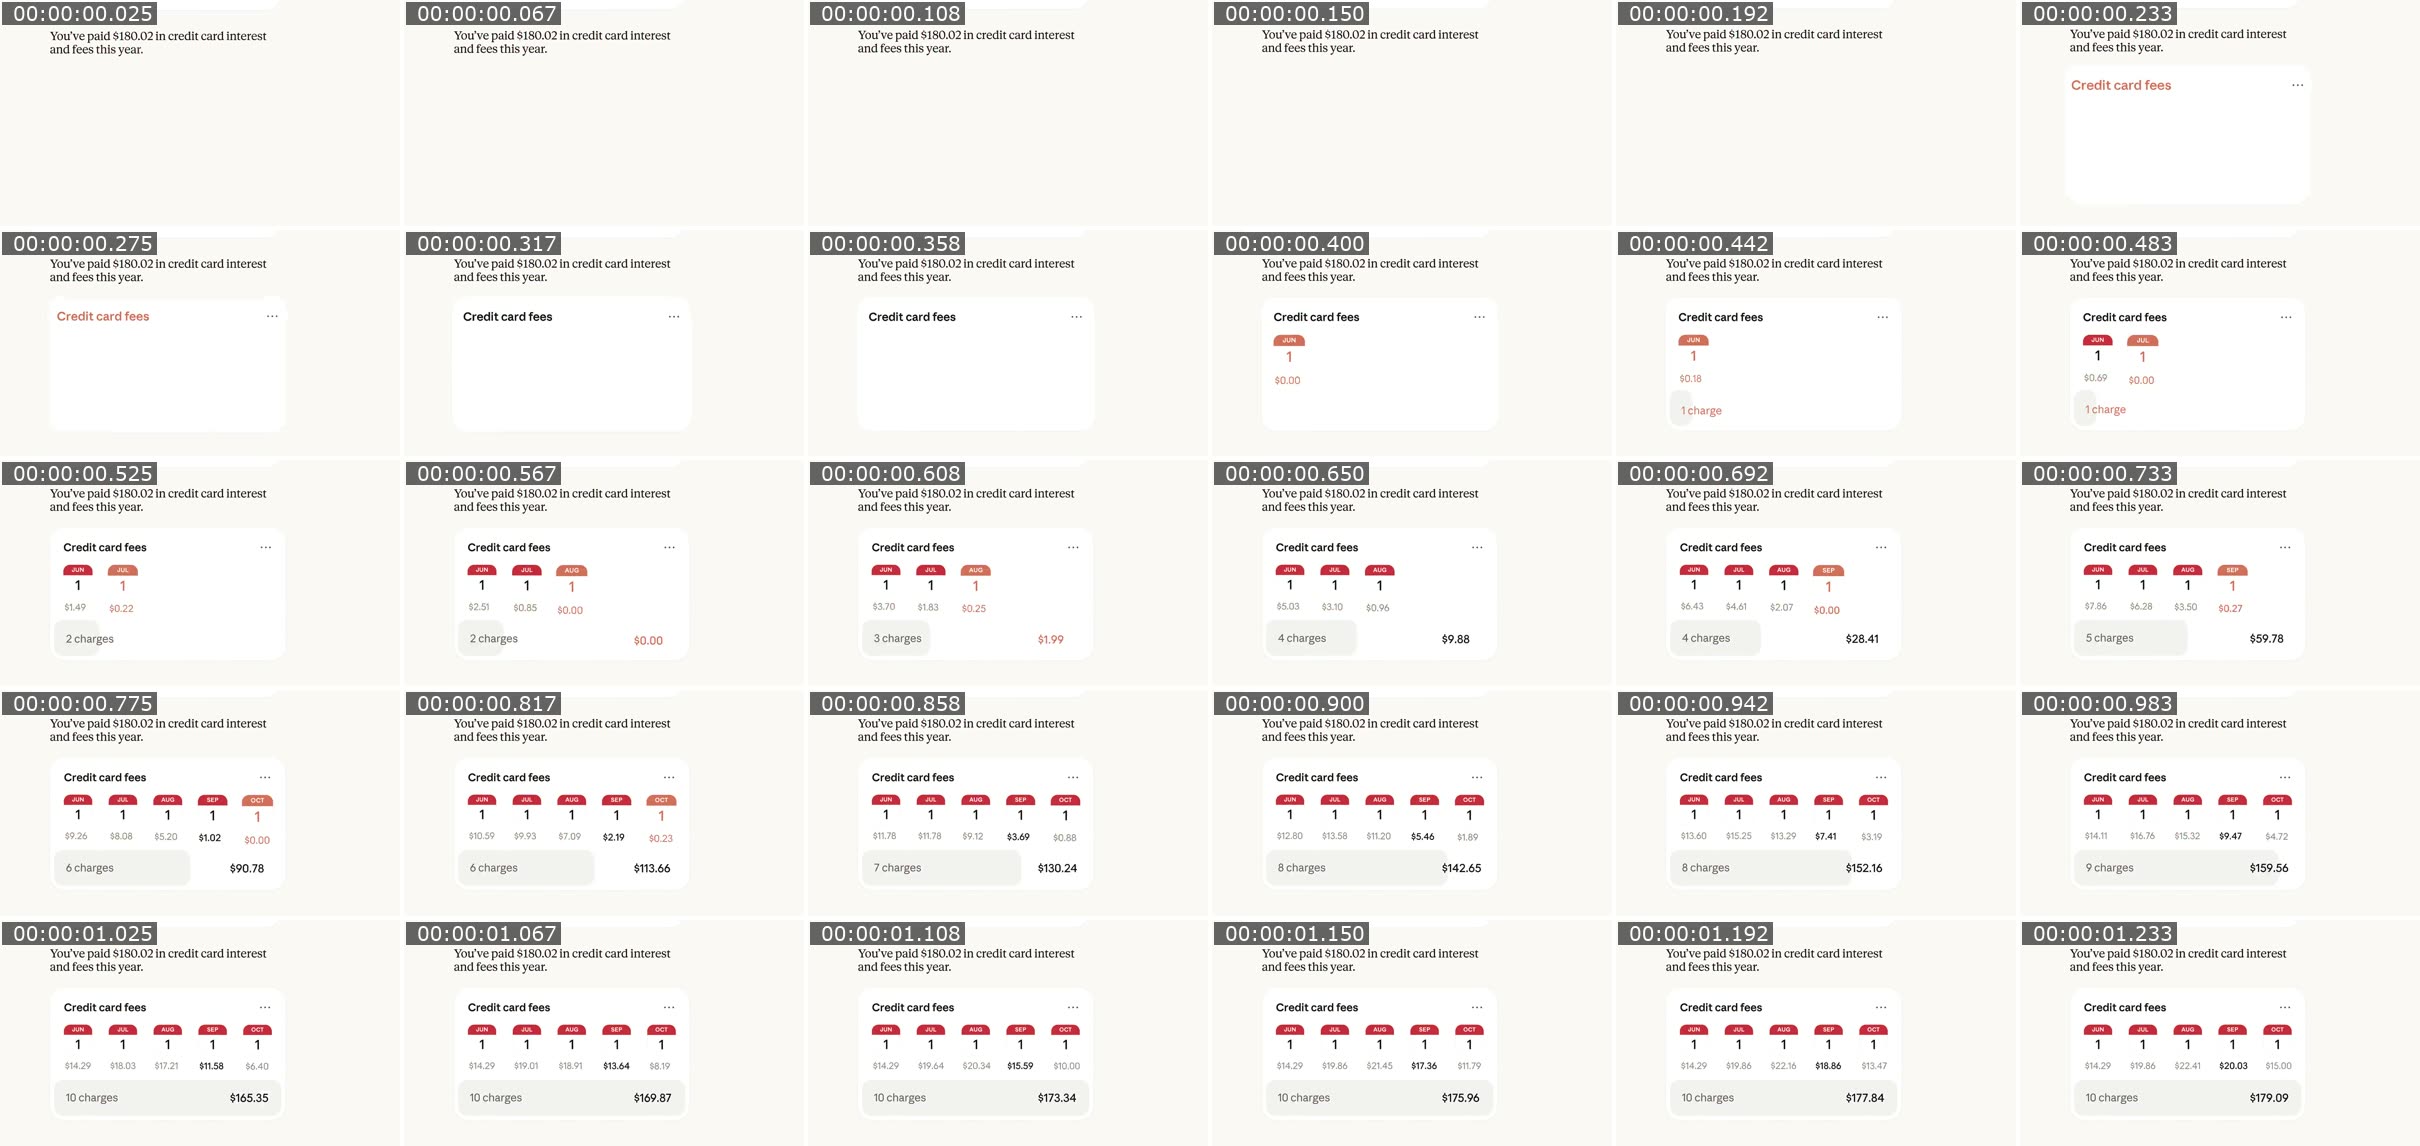 00:00:00.025 00:00:00.067 00:00:00.108 00:00:00.150 00:00:00.192 00:00:00.233
You've paid $180.02 in credit card interest You've paid $180.02 in credit card interest You've paid $180.02 in credit card interest You've paid $180.02 in credit card interest You've paid $180.02 in credit card interest You've paid $180.02 in credit card interest
and fees this year. and fees this year. and fees this year. and fees this year. and fees this year. and fees this year.
Credit card fees ...
00:00:00.275 00:00:00.317 00:00:00.358 00:00:00.400 00:00:00.442 00:00:00.483
You've paid $180.02 in credit card interest You've paid $180.02 in credit card interest You've paid $180.02 in credit card interest You've paid $180.02 in credit card interest You've paid $180.02 in credit card interest You've paid $180.02 in credit card interest
and fees this year. and fees this year. and fees this year. and fees this year. and fees this year. and fees this year.
Credit card fees ... Credit card fees ... Credit card fees ... Credit card fees ... Credit card fees ... Credit card fees ...
JUN JUN JUN JUL
1 1 1 1
$0.00 $0.18 $0.69 $0.00
1 charge 1 charge
00:00:00.525 00:00:00.567 00:00:00.608 00:00:00.650 00:00:00.692 00:00:00.733
You've paid $180.02 in credit card interest You've paid $180.02 in credit card interest You've paid $180.02 in credit card interest You've paid $180.02 in credit card interest You've paid $180.02 in credit card interest You've paid $180.02 in credit card interest
and fees this year. and fees this year. and fees this year. and fees this year. and fees this year. and fees this year.
Credit card fees ... Credit card fees ... Credit card fees ... Credit card fees ... Credit card fees ... Credit card fees ...
JUN JUL JUN JUL AUG JUN JUL AUG JUN JUL AUG JUN JUL AUG SEP JUN JUL AUG SEP
1 1 1 1 1 1 1 1 1 1 1 1 1 1 1 1 1 1 1
$1.49 $0.22 $2.51 $0.85 $0.00 $3.70 $1.83 $0.25 $5.03 $3.10 $0.96 $6.43 $4.61 $2.07 $0.00 $7.86 $6.28 $3.50 $0.27
2 charges 2 charges $0.00 3 charges $1.99 4 charges $9.88 4 charges $28.41 5 charges $59.78
00:00:00.775 00:00:00.817 00:00:00.858 00:00:00.900 00:00:00.942 00:00:00.983
You've paid $180.02 in credit card interest You've paid $180.02 in credit card interest You've paid $180.02 in credit card interest You've paid $180.02 in credit card interest You've paid $180.02 in credit card interest You've paid $180.02 in credit card interest
and fees this year. and fees this year. and fees this year. and fees this year. and fees this year. and fees this year.
Credit card fees ... Credit card fees ... Credit card fees ... Credit card fees ... Credit card fees ... Credit card fees ...
JUN JUL AUG SEP OCT JUN JUL AUG SEP OCT JUN JUL AUG SEP OCT JUN JUL AUG SEP OCT JUN JUL AUG SEP OCT JUN JUL AUG SEP OCT
1 1 1 1 1 1 1 1 1 1 1 1 1 1 1 1 1 1 1 1 1 1 1 1 1 1 1 1 1 1
$9.26 $8.08 $5.20 $1.02 $0.00 $10.59 $9.93 $7.09 $2.19 $0.23 $11.78 $11.78 $9.12 $3.69 $0.88 $12.80 $13.58 $11.20 $5.46 $1.89 $13.60 $15.25 $13.29 $7.41 $3.19 $14.11 $16.76 $15.32 $9.47 $4.72
6 charges $90.78 6 charges $113.66 7 charges $130.24 8 charges $142.65 8 charges $152.16 9 charges $159.56
00:00:01.025 00:00:01.067 00:00:01.108 00:00:01.150 00:00:01.192 00:00:01.233
You've paid $180.02 in credit card interest You've paid $180.02 in credit card interest You've paid $180.02 in credit card interest You've paid $180.02 in credit card interest You've paid $180.02 in credit card interest You've paid $180.02 in credit card interest
and fees this year. and fees this year. and fees this year. and fees this year. and fees this year. and fees this year.
Credit card fees ... Credit card fees ... Credit card fees ... Credit card fees ... Credit card fees ... Credit card fees ...
JUN JUL AUG SEP OCT JUN JUL AUG SEP OCT JUN JUL AUG SEP OCT JUN JUL AUG SEP OCT JUN JUL AUG SEP OCT JUN JUL AUG SEP OCT
1 1 1 1 1 1 1 1 1 1 1 1 1 1 1 1 1 1 1 1 1 1 1 1 1 1 1 1 1 1
$14.29 $18.03 $17.21 $11.58 $6.40 $14.29 $19.01 $18.91 $13.64 $8.19 $14.29 $19.64 $20.34 $15.59 $10.00 $14.29 $19.86 $21.45 $17.36 $11.79 $14.29 $19.86 $22.16 $18.86 $13.47 $14.29 $19.86 $22.41 $20.03 $15.00
10 charges $165.35 10 charges $169.87 10 charges $173.34 10 charges $175.96 10 charges $177.84 10 charges $179.09